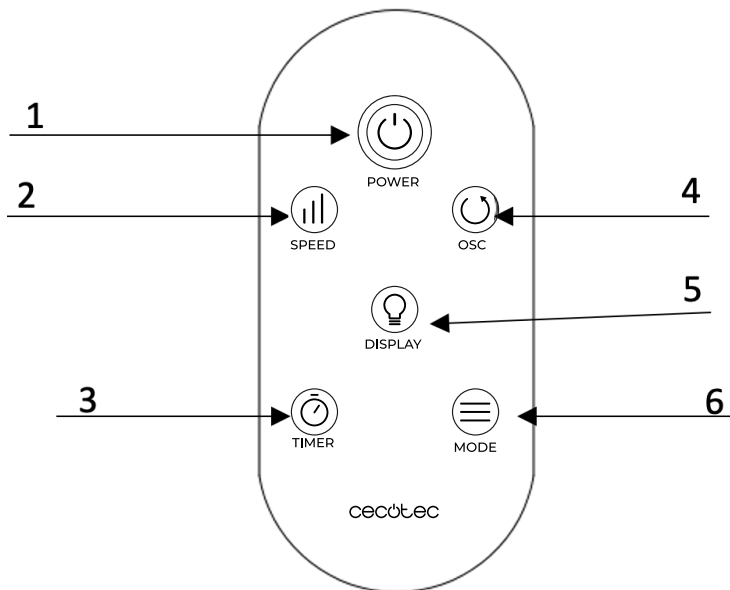 1
POWER
2
4
SPEED
OSC
5
DISPLAY
3
6
TIMER
MODE
cecotec